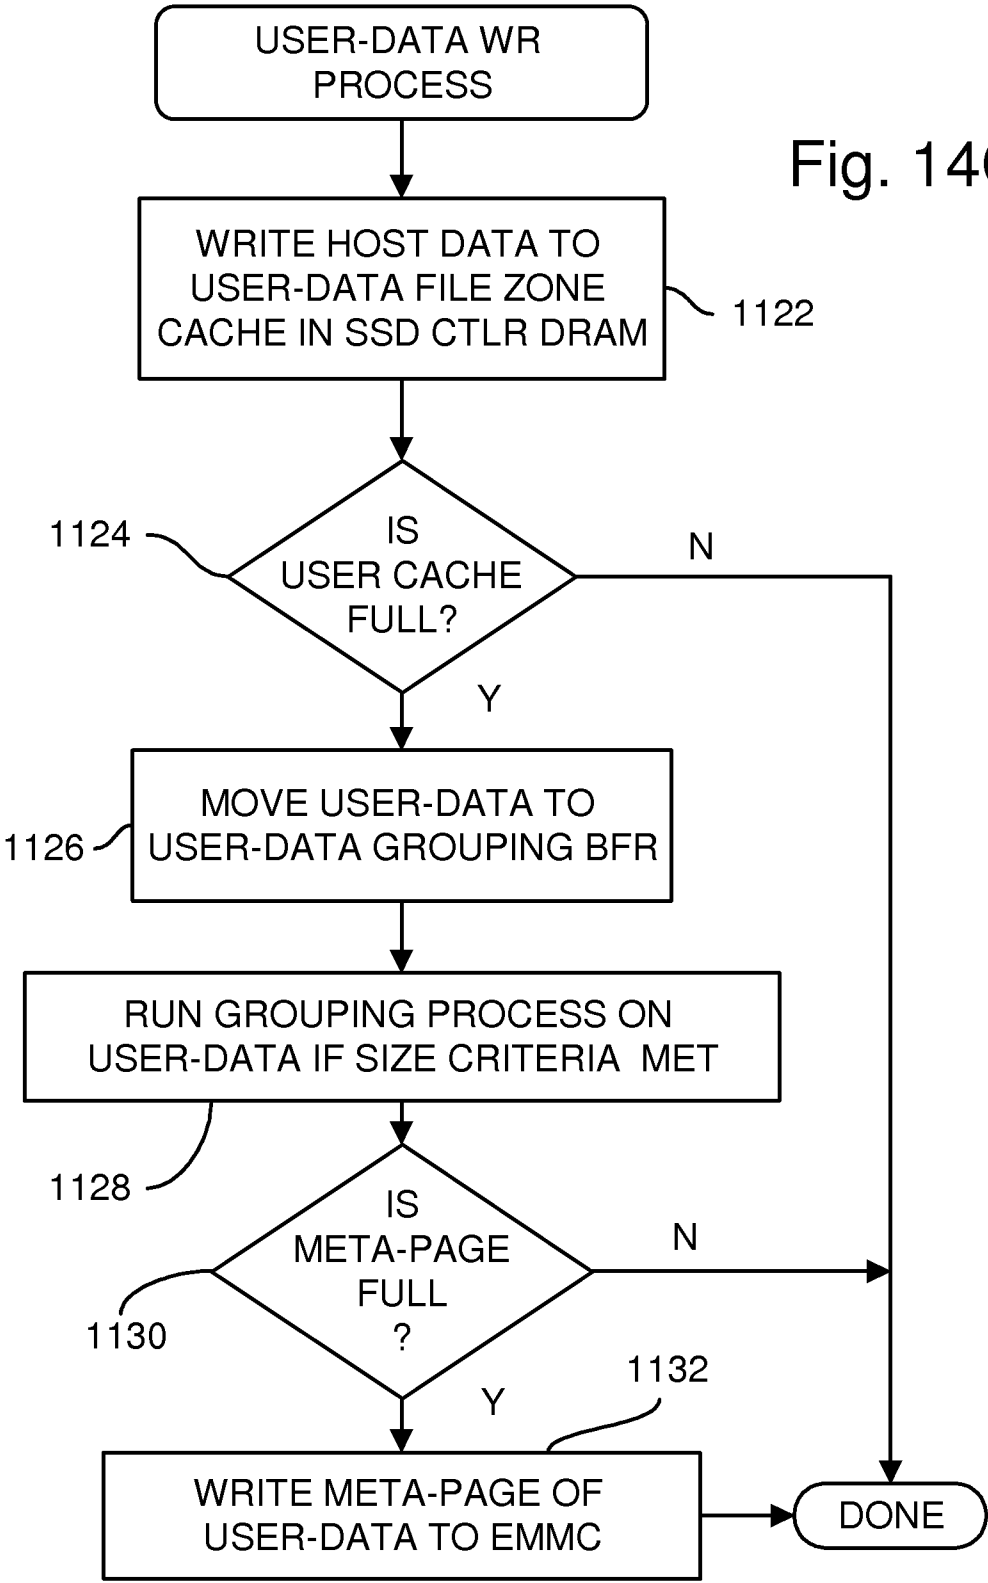 USER-DATA WR
PROCESS
Fig. 14
WRITE HOST DATA TO
USER-DATA FILE ZONE
CACHE IN SSD CTLR DRAM
1122
1124
IS
USER CACHE
FULL?
N
Y
MOVE USER-DATA TO
USER-DATA GROUPING BFR
1126
RUN GROUPING PROCESS ON
USER-DATA IF SIZE CRITERIA MET
1128
IS
META-PAGE
FULL
?
N
1130
Y
1132
WRITE META-PAGE OF
USER-DATA TO EMMC
DONE